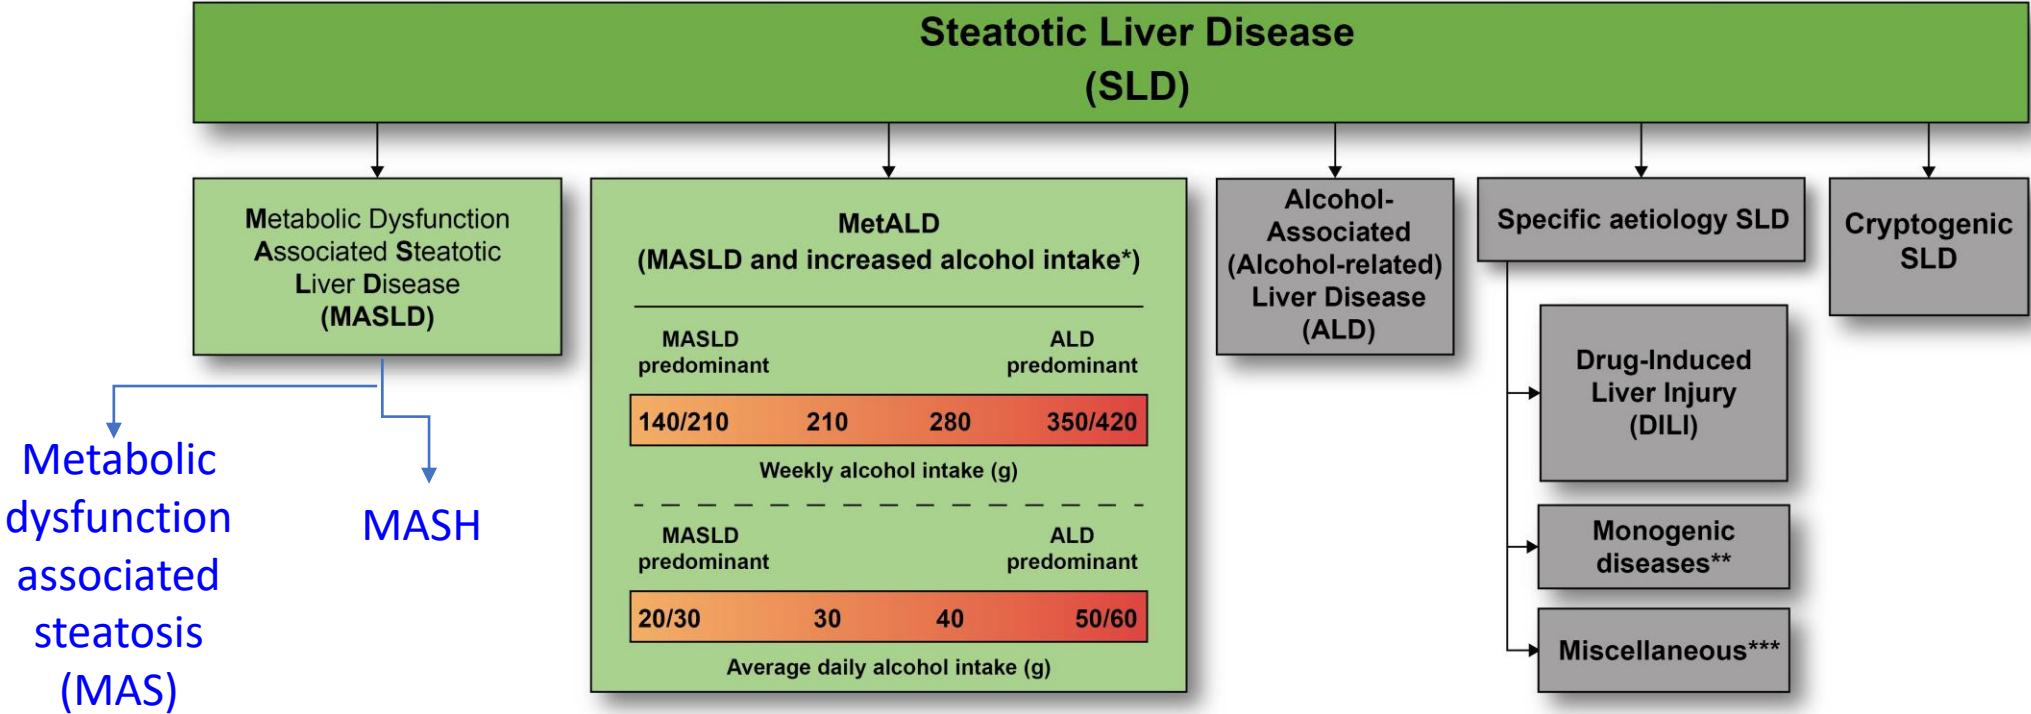 Steatotic Liver Disease
(SLD)
Metabolic Dysfunction
Associated Steatotic
Liver Disease
(MASLD)
Metabolic
dysfunction
associated
steatosis
(MAS)
MASH
MetALD
(MASLD and increased alcohol intake*)
MASLD
predominant
ALD
predominant
140/210 210 280 350/420
Weekly alcohol intake (g)
MASLD
predominant
ALD
predominant
20/30 30 40 50/60
Average daily alcohol intake (g)
Alcohol-
Associated
(Alcohol-related)
Liver Disease
(ALD)
Specific aetiology SLD
Drug-Induced
Liver Injury
(DILI)
Monogenic
diseases**
Miscellaneous***
Cryptogenic
SLD